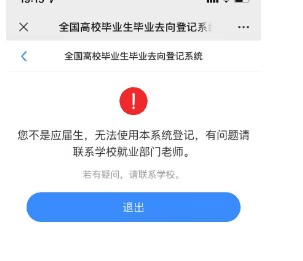 全国高校毕业生毕业去向登记系
全国高校毕业生毕业去向登记系统
您不是应届生，无法使用本系统登记，有问题请
联系学校就业部门老师。
若有疑问，请联系学校。
退出